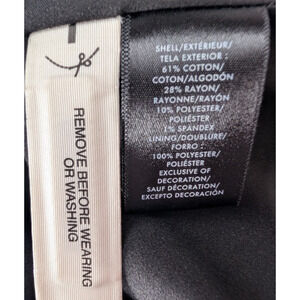 SHELL/EXTÉRIEUR/
TELA EXTERIOR :
61% COTTON/
COTON/ALGODÓN
28% RAYON/
RAYONNE/RAYÓN
10% POLYESTER/
POLIÉSTER
1% SPANDEX
LINING/DOUBLURE/
FORRO :
100% POLYESTER/
POLIÉSTER
EXCLUSIVE OF
DECORATION/
SAUF DÉCORATION/
EXCEPTO DECORACIÓN
REMOVE BEFORE WEARING
OR WASHING